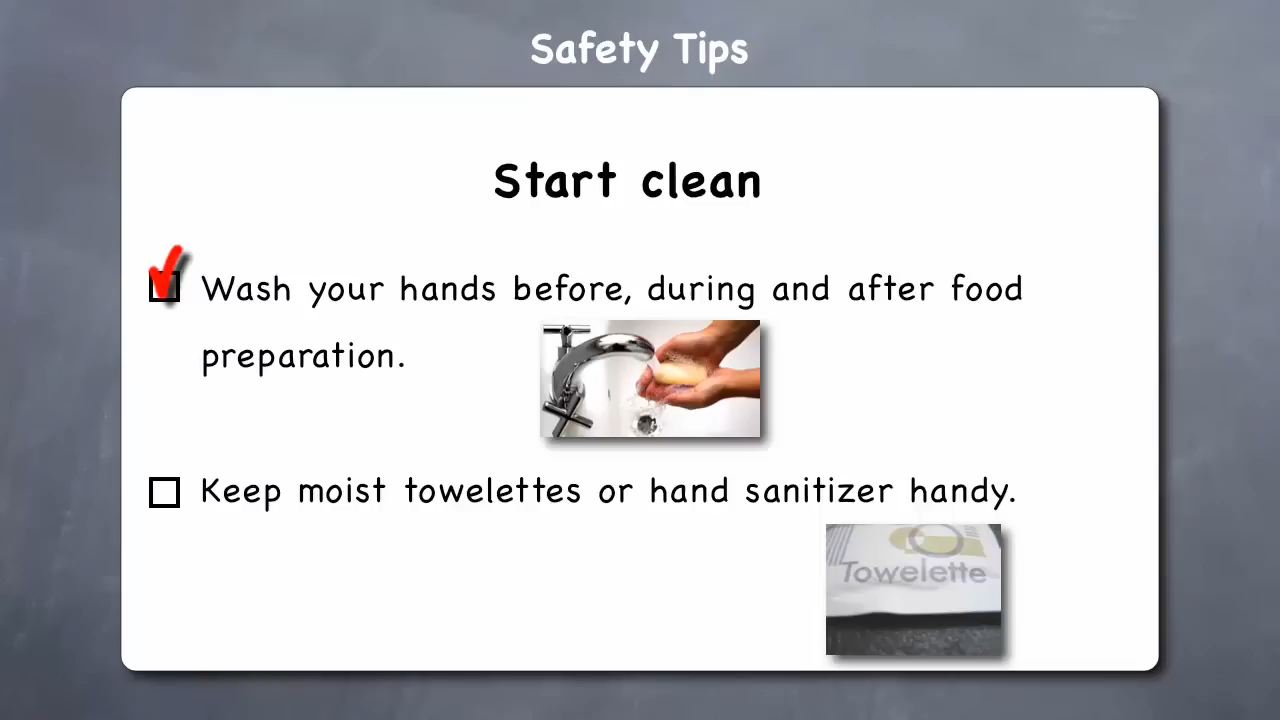 Safety Tips
Start clean
Wash your hands before, during and after food
preparation.
Keep moist towelettes or hand sanitizer handy.
Towelette